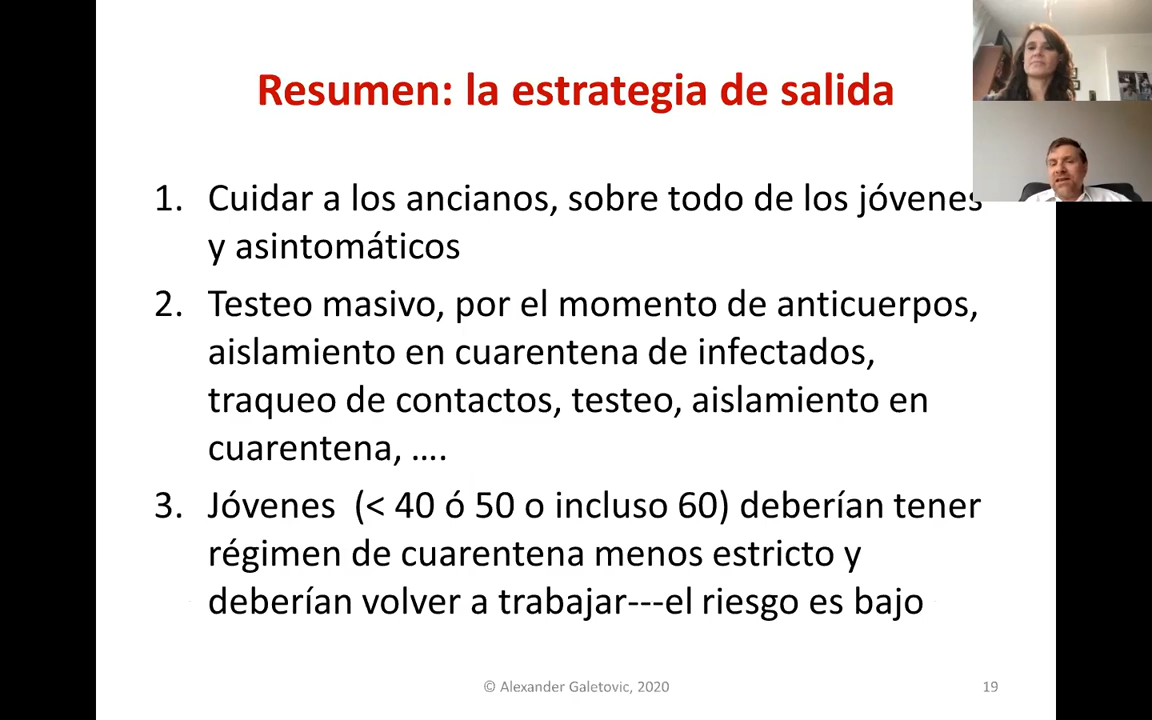 Resumen: la estrategia de salida
1. Cuidar a los ancianos, sobre todo de los jóvenes
y asintomáticos
2. Testeo masivo, por el momento de anticuerpos,
aislamiento en cuarentena de infectados,
traqueo de contactos, testeo, aislamiento en
cuarentena, ....
3. Jóvenes (< 40 ó 50 o incluso 60) deberían tener
régimen de cuarentena menos estricto y
deberían volver a trabajar---el riesgo es bajo
© Alexander Galetovic, 2020
19